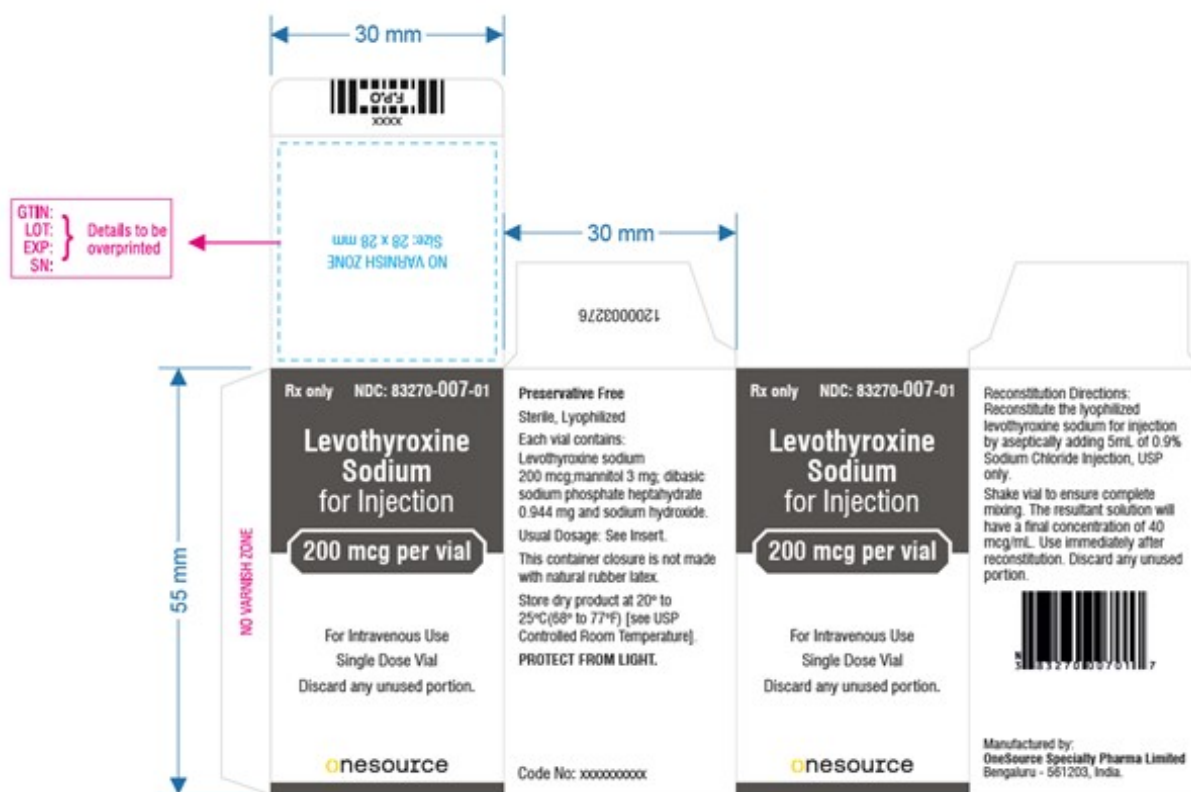 30 mm
F.P.O
XXXX
GTIN:
LOT:
EXP:
SN:
Details to be
overprinted
NO VARNISH ZONE
Size: 28 x 28 mm
30 mm
1200003276
55 mm
NO VARNISH ZONE
Rx only NDC: 83270-007-01
Levothyroxine
Sodium
for Injection
200 mcg per vial
For Intravenous Use
Single Dose Vial
Discard any unused portion.
onesource
Preservative Free
Sterile, Lyophilized
Each vial contains:
Levothyroxine sodium
200 mcg;mannitol 3 mg; dibasic
sodium phosphate heptahydrate
0.944 mg and sodium hydroxide.
Usual Dosage: See Insert.
This container closure is not made
with natural rubber latex.
Store dry product at 20° to
25°C(68° to 77°F) [see USP
Controlled Room Temperature].
PROTECT FROM LIGHT.
Code No: xxxxxxxxxx
Rx only NDC: 83270-007-01
Levothyroxine
Sodium
for Injection
200 mcg per vial
For Intravenous Use
Single Dose Vial
Discard any unused portion.
onesource
Reconstitution Directions:
Reconstitute the lyophilized
levothyroxine sodium for injection
by aseptically adding 5mL of 0.9%
Sodium Chloride Injection, USP
only.
Shake vial to ensure complete
mixing. The resultant solution will
have a final concentration of 40
mcg/mL. Use immediately after
reconstitution. Discard any unused
portion.
N
3 83270 00701 7
Manufactured by:
OneSource Specialty Pharma Limited
Bengaluru - 561203, India.